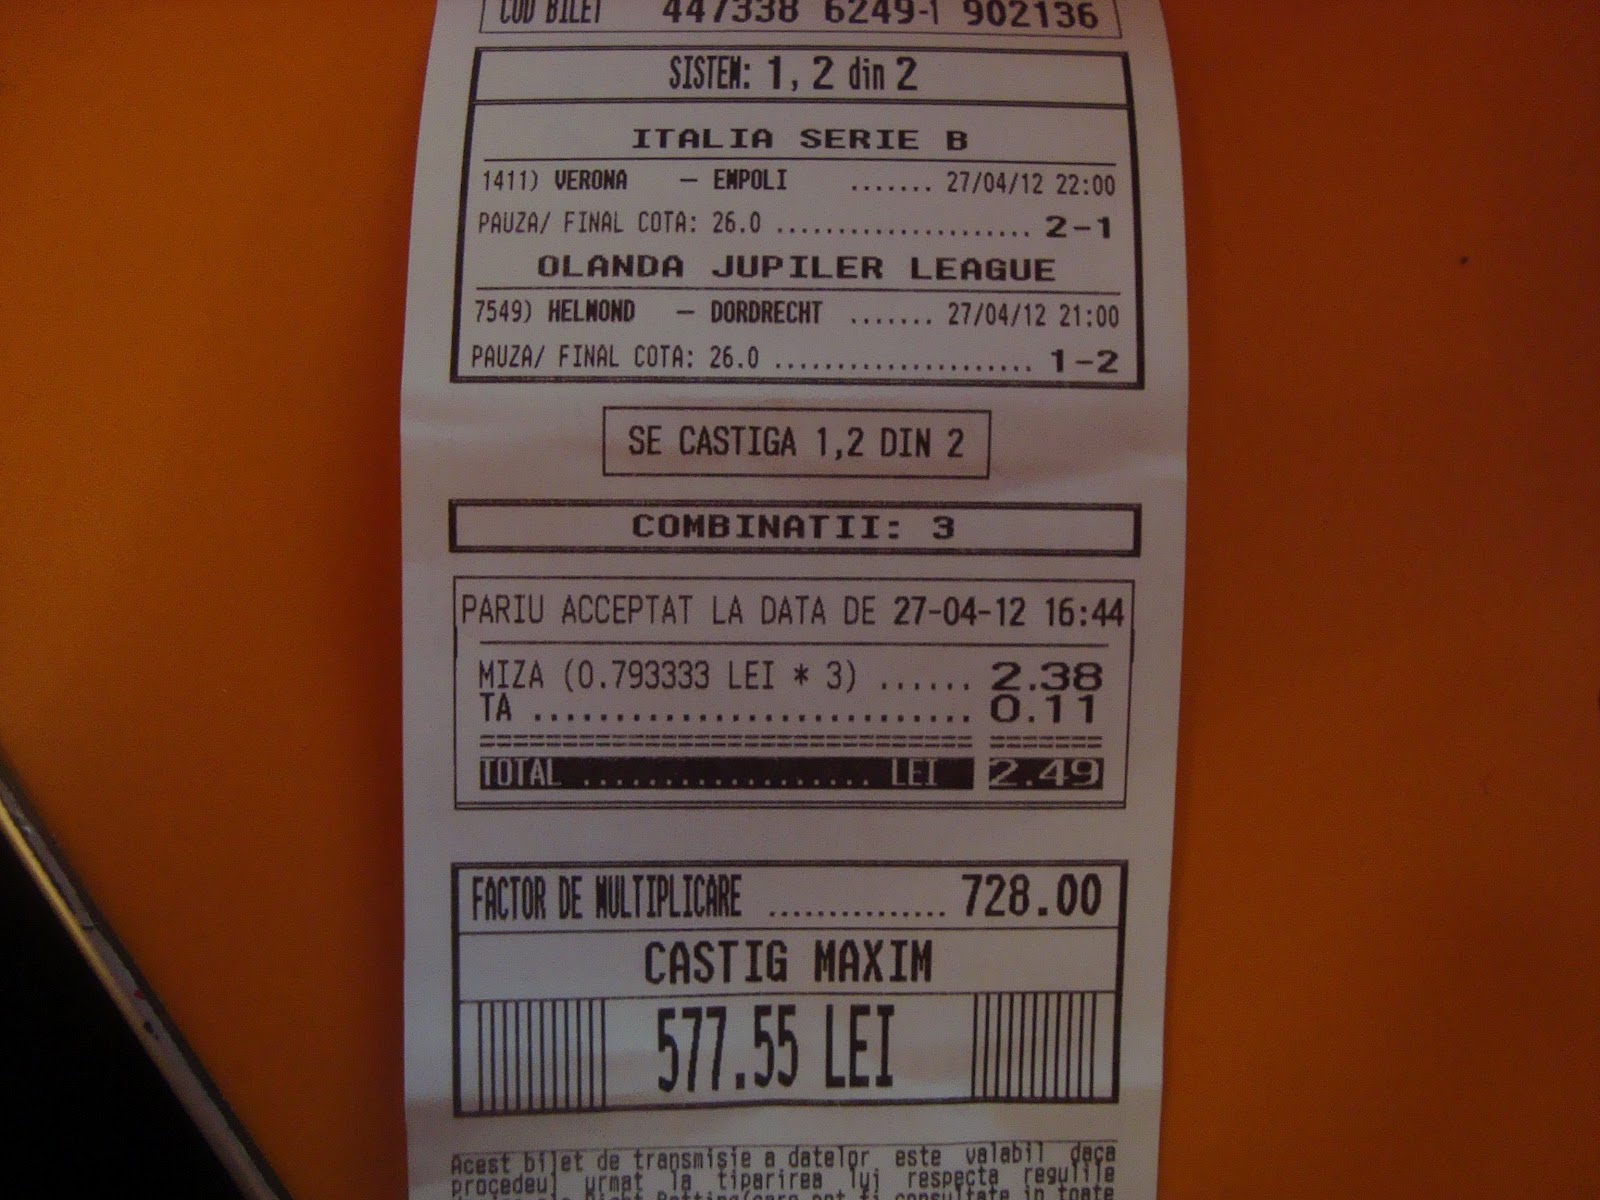 COD BILET 447338 6249-1 902136
SISTEM: 1, 2 din 2
ITALIA SERIE B
1411) VERONA – EMPOLI ....... 27/04/12 22:00
PAUZA/ FINAL COTA: 26.0 ..................... 2-1
OLANDA JUPILER LEAGUE
7549) HELMOND – DORDRECHT ....... 27/04/12 21:00
PAUZA/ FINAL COTA: 26.0 ..................... 1-2
SE CASTIGA 1,2 DIN 2
COMBINATII: 3
PARIU ACCEPTAT LA DATA DE 27-04-12 16:44
MIZA (0.793333 LEI * 3) ...... 2.38
TA ........................... 0.11
TOTAL .................. LEI 2.49
FACTOR DE MULTIPLICARE ............... 728.00
CASTIG MAXIM
577.55 LEI
Acest bilet de transmisie a datelor este valabil daca
procedeul urmat la tiparirea lui respecta regulile
in toate